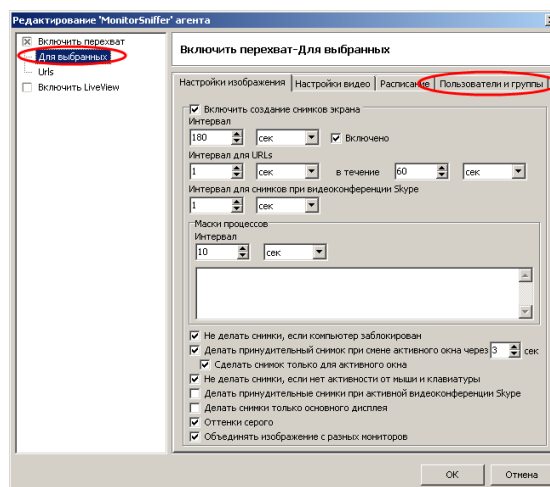 Редактирование 'MonitorSniffer' агента
Включить перехват
Для выбранных
Urls
Включить LiveView
Включить перехват-Для выбранных
Настройки изображения Настройки видео Расписание Пользователи и группы
Включить создание снимков экрана
Интервал
180 сек Включено
Интервал для URLs
1 сек в течение 60 сек
Интервал для снимков при видеоконференции Skype
1 сек
Маски процессов
Интервал
10 сек
Не делать снимки, если компьютер заблокирован
Делать принудительный снимок при смене активного окна через 3 сек
Сделать снимок только для активного окна
Не делать снимки, если нет активности от мыши и клавиатуры
Делать принудительные снимки при активной видеоконференции Skype
Делать снимки только основного дисплея
Оттенки серого
Объединять изображение с разных мониторов
ОК Отмена